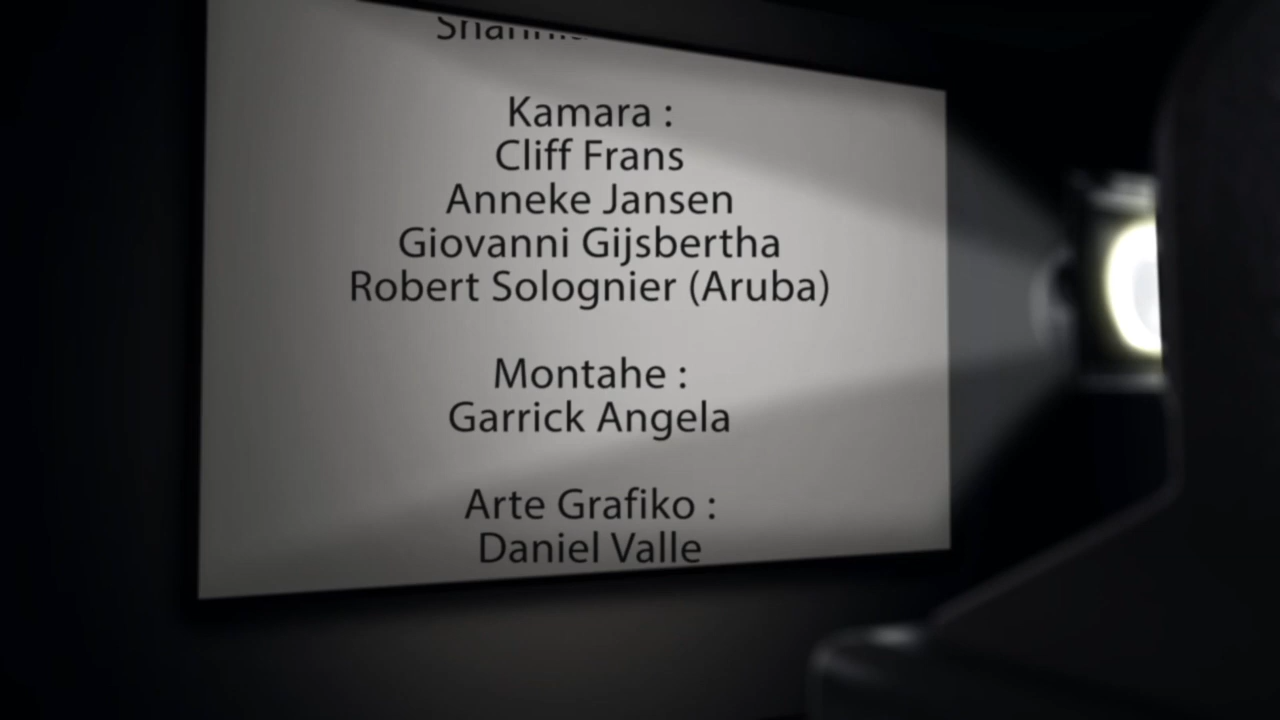 Kamara :
Cliff Frans
Anneke Jansen
Giovanni Gijsbertha
Robert Solognier (Aruba)
Montahe :
Garrick Angela
Arte Grafiko :
Daniel Valle